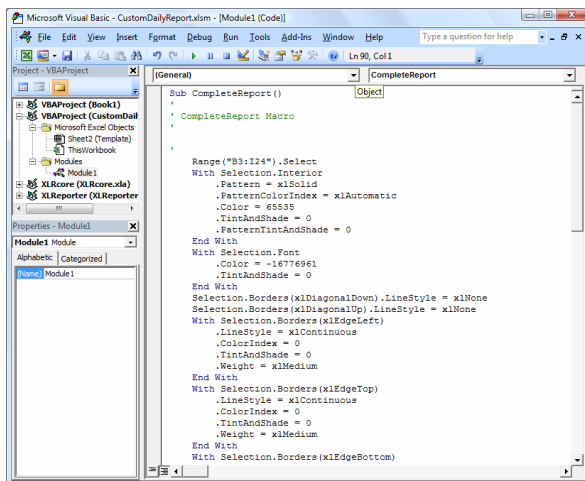 Microsoft Visual Basic - CustomDailyReport.xlsm - [Module1 (Code)]
File Edit View Insert Format Debug Run Tools Add-Ins Window Help Type a question for help
Ln 90, Col 1
Project - VBAProject
(General) CompleteReport
Object
VBAProject (Book1)
VBAProject (CustomDail
Microsoft Excel Objects
Sheet2 (Template)
ThisWorkbook
Modules
Module1
XLRcore (XLRcore.xla)
XLReporter (XLReporter
Properties - Module1
Module1 Module
Alphabetic Categorized
(Name) Module1
Sub CompleteReport()
'
' CompleteReport Macro
'
'
Range("B3:I24").Select
With Selection.Interior
.Pattern = xlSolid
.PatternColorIndex = xlAutomatic
.Color = 65535
.TintAndShade = 0
.PatternTintAndShade = 0
End With
With Selection.Font
.Color = -16776961
.TintAndShade = 0
End With
Selection.Borders(xlDiagonalDown).LineStyle = xlNone
Selection.Borders(xlDiagonalUp).LineStyle = xlNone
With Selection.Borders(xlEdgeLeft)
.LineStyle = xlContinuous
.ColorIndex = 0
.TintAndShade = 0
.Weight = xlMedium
End With
With Selection.Borders(xlEdgeTop)
.LineStyle = xlContinuous
.ColorIndex = 0
.TintAndShade = 0
.Weight = xlMedium
End With
With Selection.Borders(xlEdgeBottom)